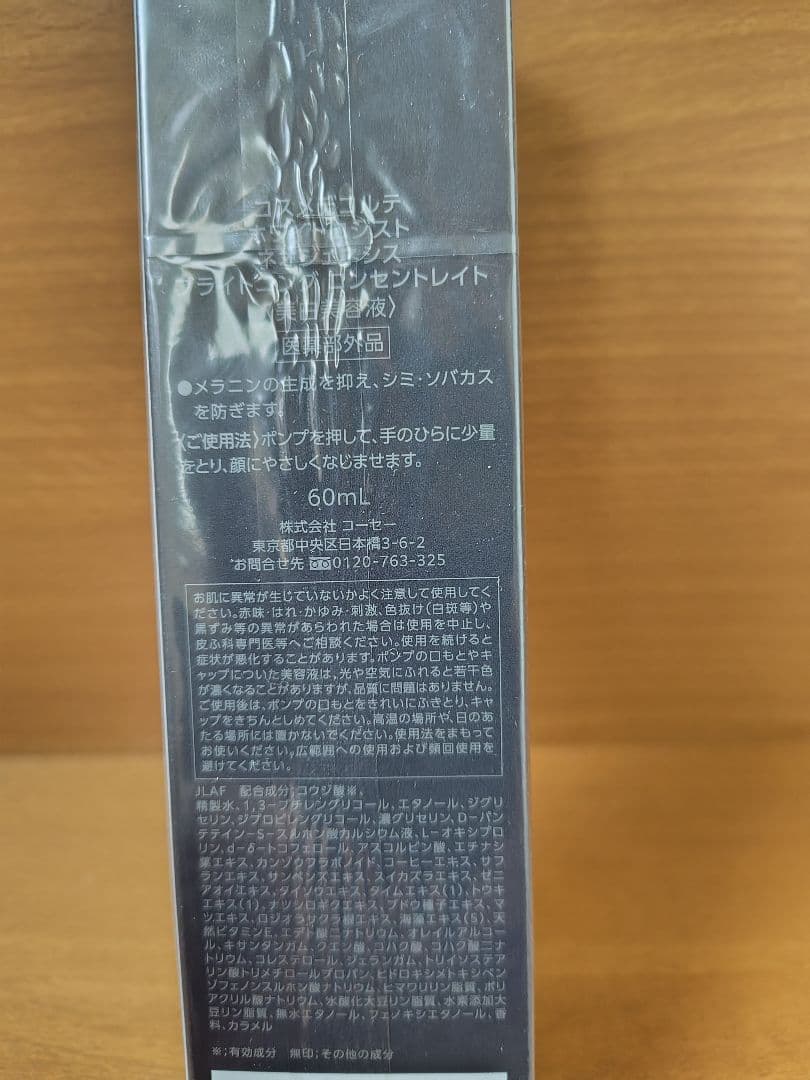 コスメデコルテ
ホワイトロジスト
ネオジェネシス
ブライトニング コンセントレイト
〈美白美容液〉
医薬部外品
●メラニンの生成を抑え、シミ・ソバカス
を防ぎます。
〈ご使用法〉ポンプを押して、手のひらに少量
をとり、顔にやさしくなじませます。
60mL
株式会社 コーセー
東京都中央区日本橋3-6-2
お問合せ先 0120-763-325
お肌に異常が生じていないかよく注意して使用してく
ださい。赤味・はれ・かゆみ・刺激、色抜け(白斑等)や
黒ずみ等の異常があらわれた場合は使用を中止し、
皮ふ科専門医等へご相談ください。使用を続けると
症状が悪化することがあります。ポンプの口もとやキ
ャップについた美容液は、光や空気にふれると若干色
が濃くなることがありますが、品質に問題はありません。
ご使用後は、ポンプの口もとをきれいにふきとり、キャ
ップをきちんとしめてください。高温の場所や、日のあ
たる場所には置かないでください。使用法をまもって
お使いください。広範囲への使用および頻回使用を
避けてください。
JLAF 配合成分;コウジ酸※、
精製水、1,3-ブチレングリコール、エタノール、ジグリ
セリン、ジプロピレングリコール、濃グリセリン、D-パン
テテイン-S-スルホン酸カルシウム液、L-オキシプロ
リン、d-δ-トコフェロール、アスコルビン酸、エチナシ
葉エキス、カンゾウフラボノイド、コーヒーエキス、サフ
ランエキス、サンペンズエキス、スイカズラエキス、ゼニ
アオイエキス、タイソウエキス、タイムエキス(1)、トウキ
エキス(1)、ナツシロギクエキス、ブドウ種子エキス、マ
ツエキス、ロジオラサクラ根エキス、海藻エキス(5)、天
然ビタミンE、エデト酸ニナトリウム、オレイルアルコー
ル、キサンタンガム、クエン酸、コハク酸、コハク酸ニナ
トリウム、コレステロール、ジェランガム、トリイソステア
リン酸トリメチロールプロパン、ヒドロキシメトキシベン
ゾフェノンスルホン酸ナトリウム、ヒマワリリン脂質、ポリ
アクリル酸ナトリウム、水酸化大豆リン脂質、水素添加大
豆リン脂質、無水エタノール、フェノキシエタノール、香
料、カラメル
※;有効成分 無印;その他の成分